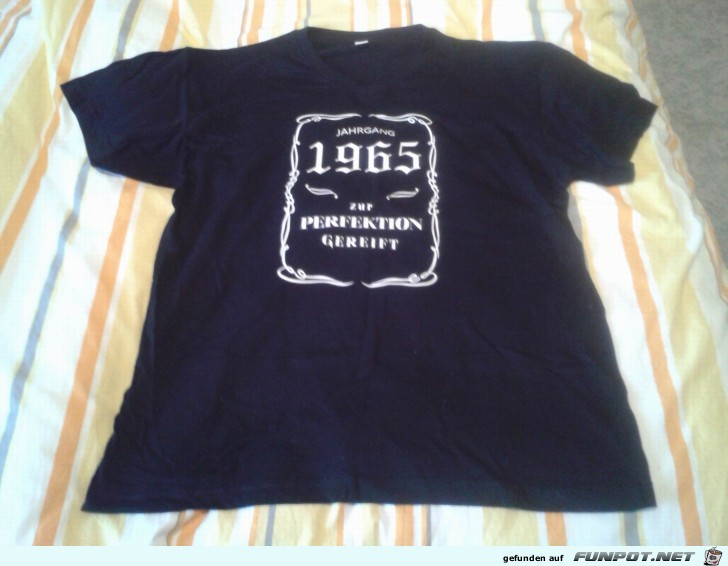 JAHRGANG
1965
zur
PERFEKTION
GEREIFT
gefunden auf FUNPOT.NET